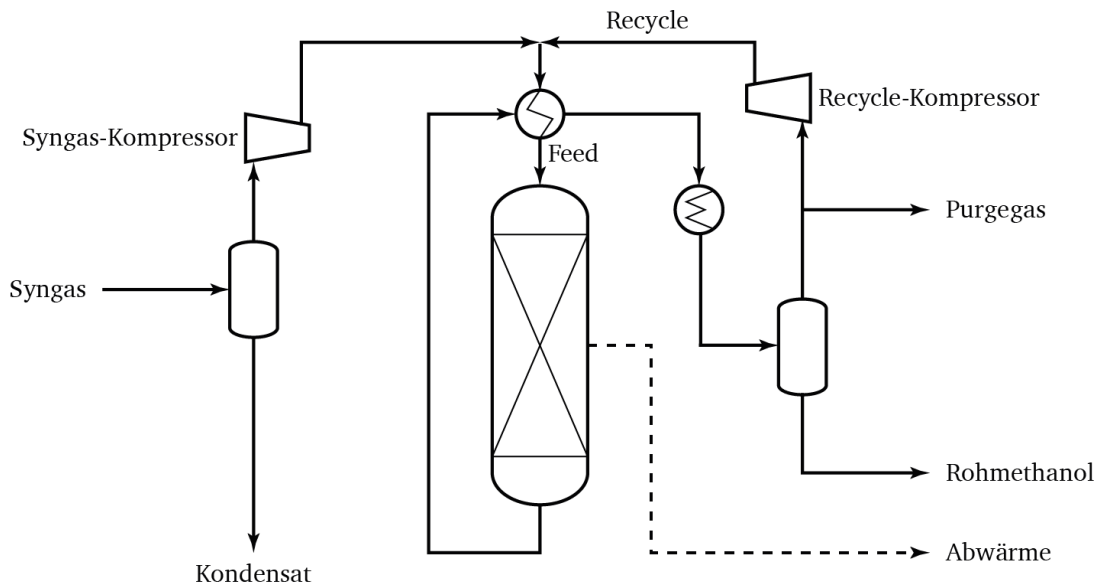 Recycle
Recycle-Kompressor
Syngas-Kompressor
Feed
Purgegas
Syngas
Rohmethanol
Abwärme
Kondensat